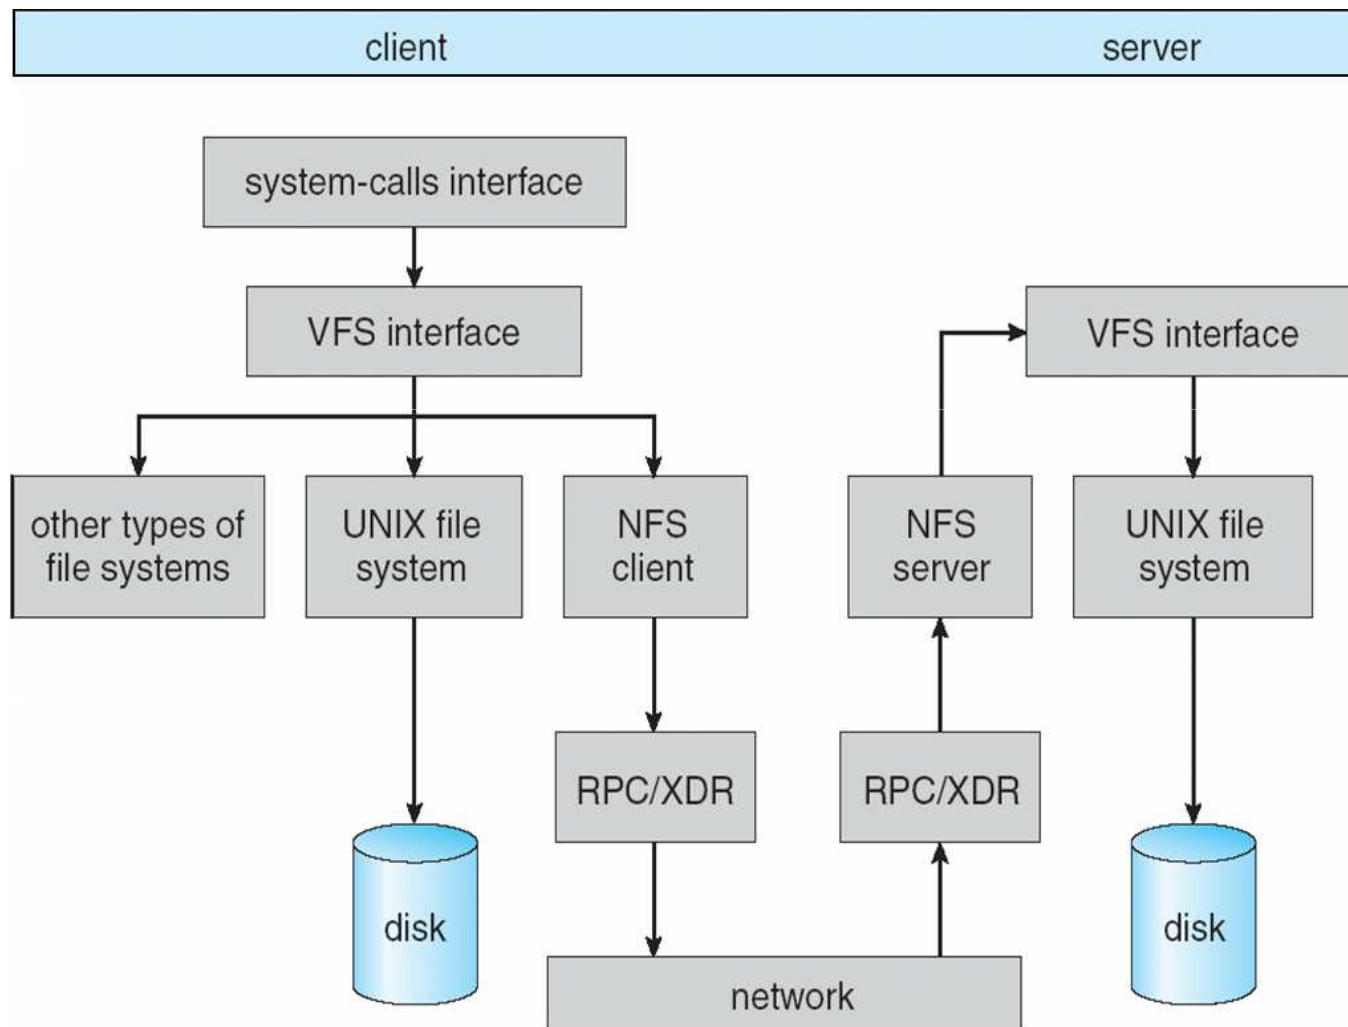 client
server
system-calls interface
VFS interface
VFS interface
other types of
file systems
UNIX file
system
NFS
client
NFS
server
UNIX file
system
RPC/XDR
RPC/XDR
disk
disk
network